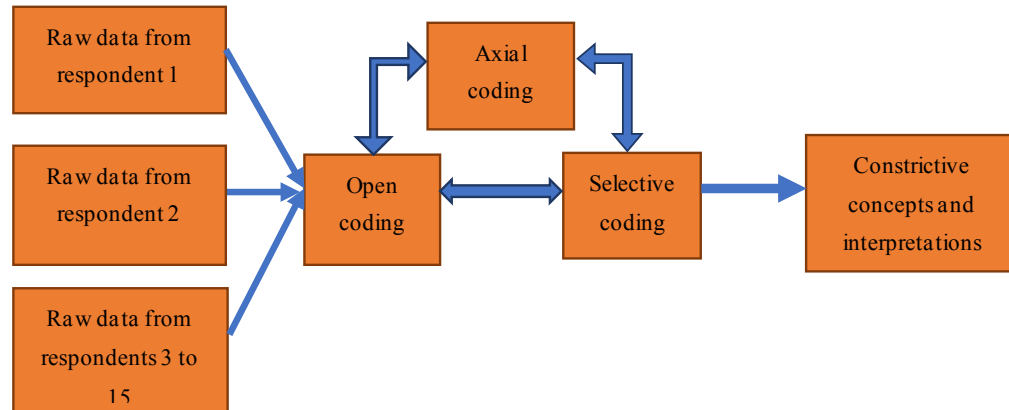 Raw data from
respondent 1
Axial
coding
Raw data from
respondent 2
Open
coding
Selective
coding
Constrictive
concepts and
interpretations
Raw data from
respondents 3 to
15